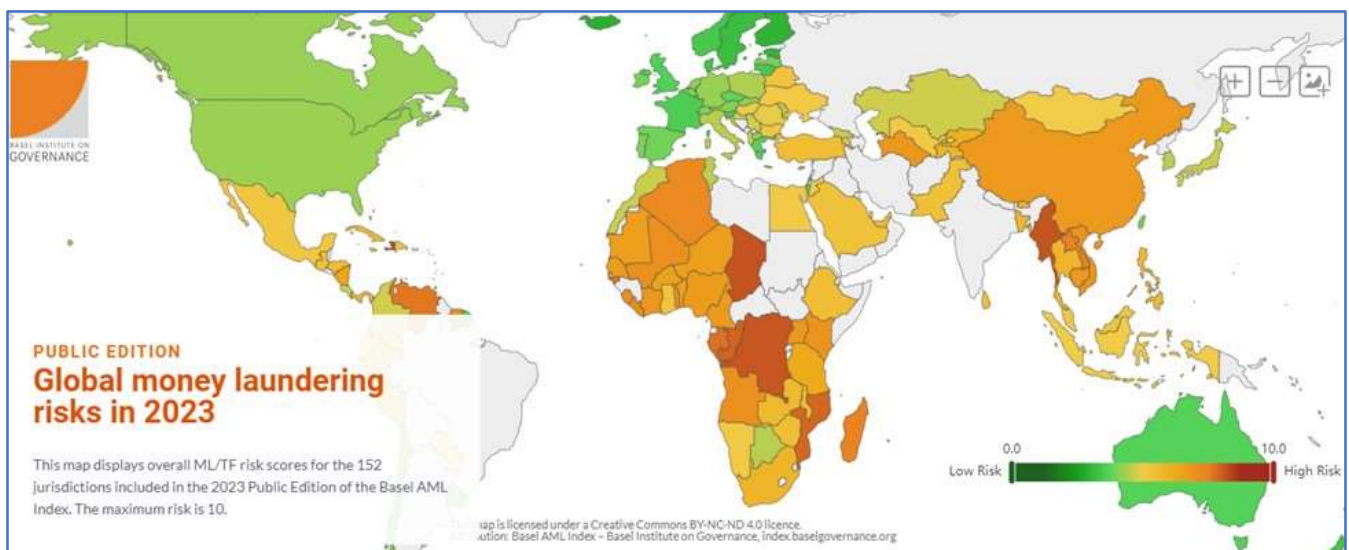 BASEL INSTITUTE ON
GOVERNANCE
PUBLIC EDITION
Global money laundering
risks in 2023
This map displays overall ML/TF risk scores for the 152
jurisdictions included in the 2023 Public Edition of the Basel AML
Index. The maximum risk is 10.
0.0
10.0
Low Risk
High Risk
map is licensed under a Creative Commons BY-NC-ND 4.0 licence.
Basel AML Index – Basel Institute on Governance, index.baselgovernance.org